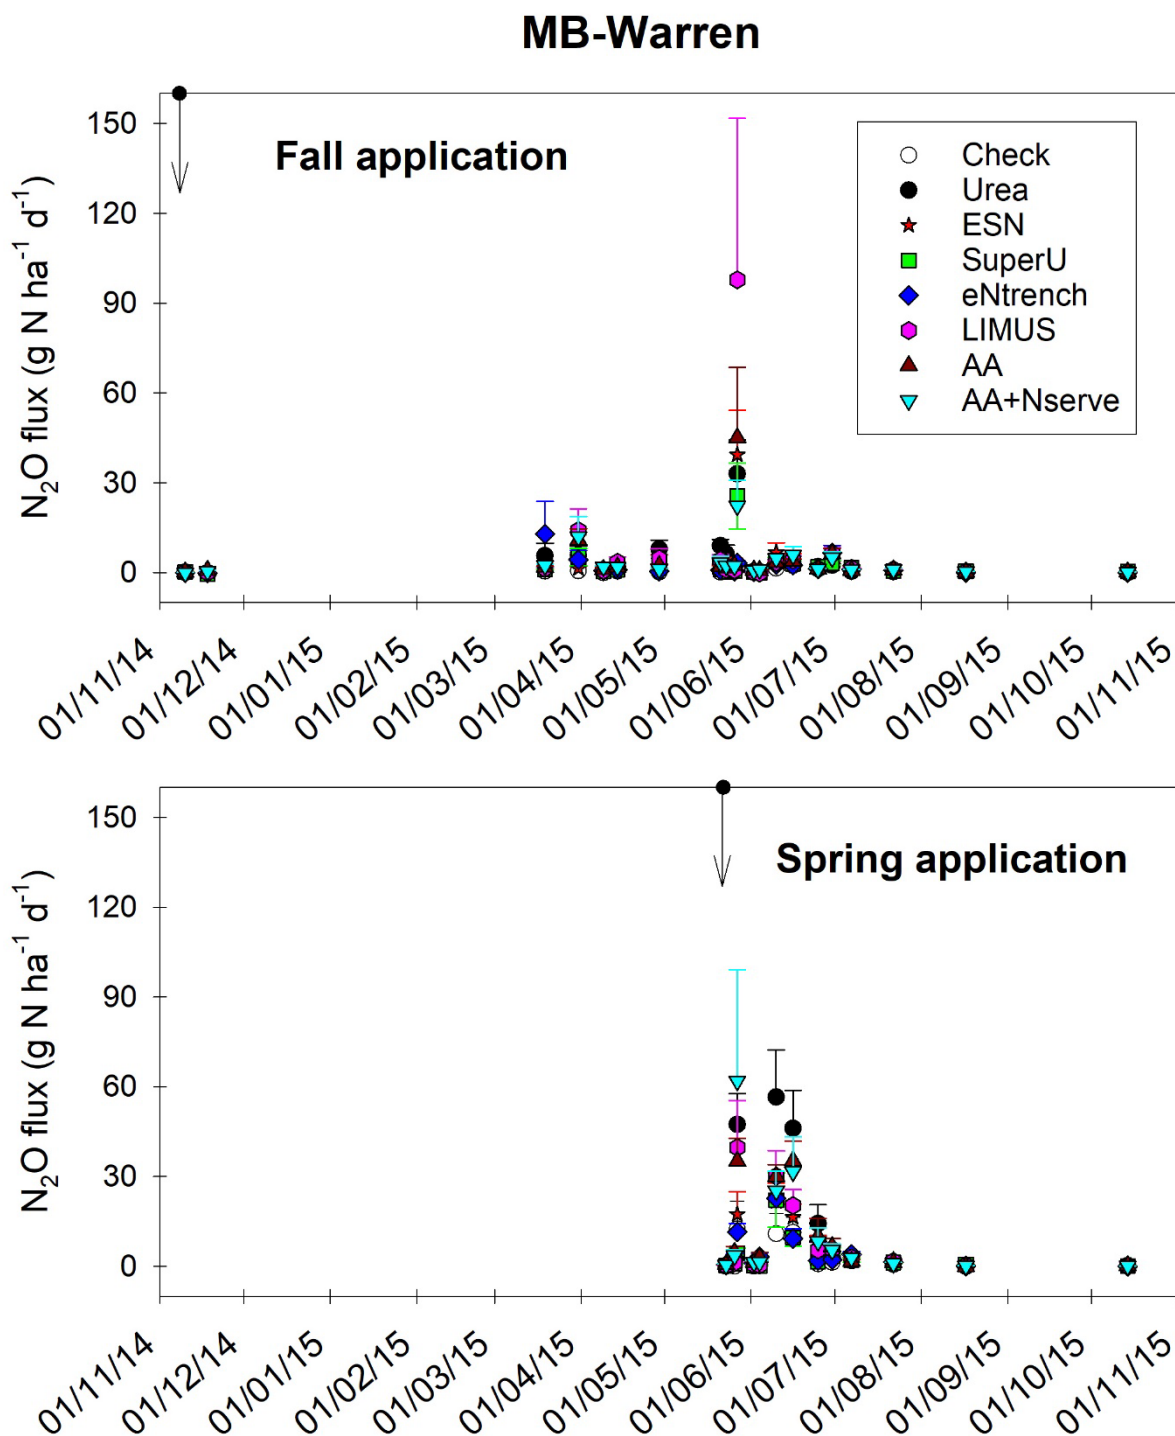 MB-Warren
Fall application
N₂O flux (g N ha⁻¹ d⁻¹)
150
120
90
60
30
0
Check
Urea
ESN
SuperU
eNtrench
LIMUS
AA
AA+Nserve
01/11/14
01/12/14
01/01/15
01/02/15
01/03/15
01/04/15
01/05/15
01/06/15
01/07/15
01/08/15
01/09/15
01/10/15
01/11/15
Spring application
N₂O flux (g N ha⁻¹ d⁻¹)
150
120
90
60
30
0
01/11/14
01/12/14
01/01/15
01/02/15
01/03/15
01/04/15
01/05/15
01/06/15
01/07/15
01/08/15
01/09/15
01/10/15
01/11/15